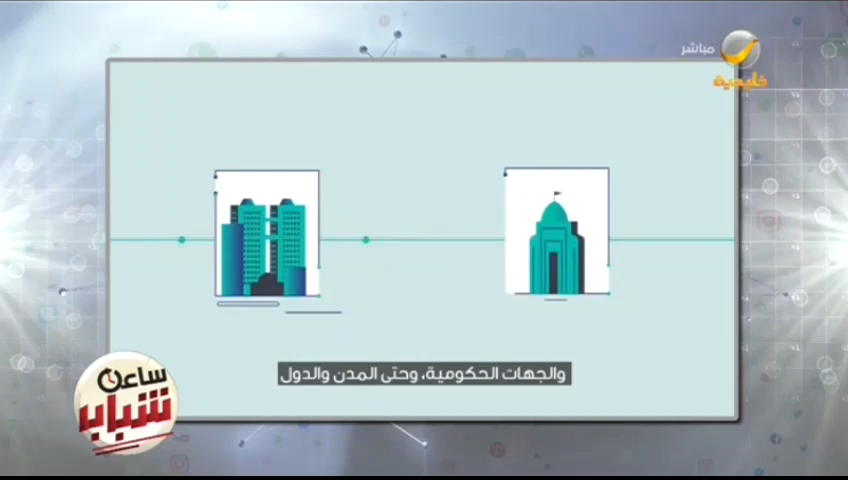 مباشر
خليجية
والجهات الحكومية، وحتى المدن والدول
ساعة
شباب